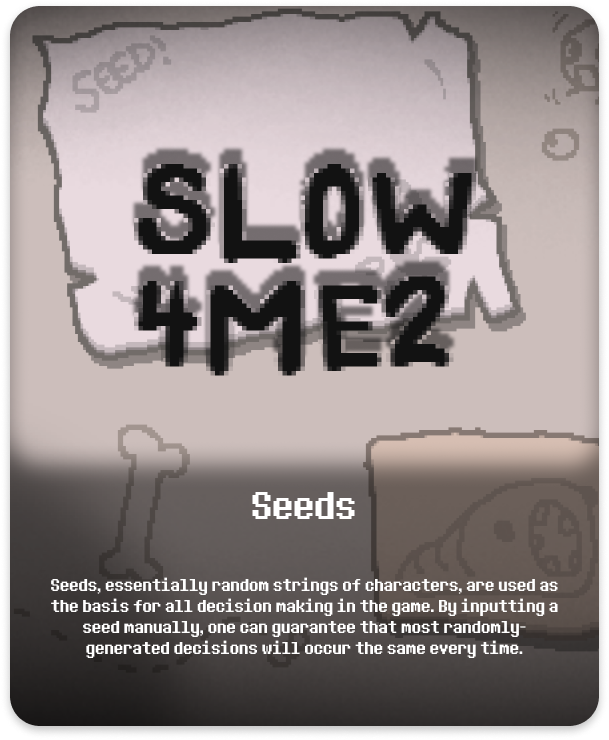 SEED!
SLOW
4ME2
Seeds
Seeds, essentially random strings of characters, are used as
the basis for all decision making in the game. By inputting a
seed manually, one can guarantee that most randomly-
generated decisions will occur the same every time.